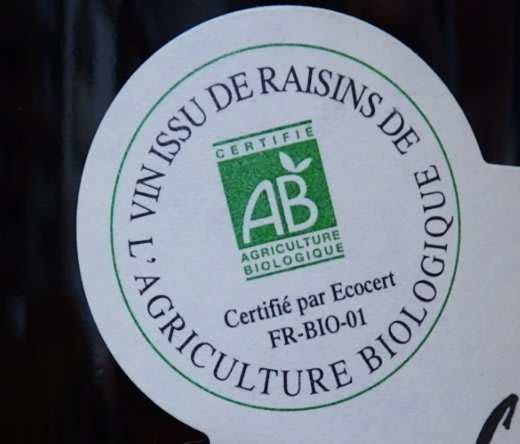 VIN ISSU DE RAISINS DE
L'AGRICULTURE BIOLOGIQUE
CERTIFIÉ
AB
AGRICULTURE
BIOLOGIQUE
Certifié par Ecocert
FR-BIO-01